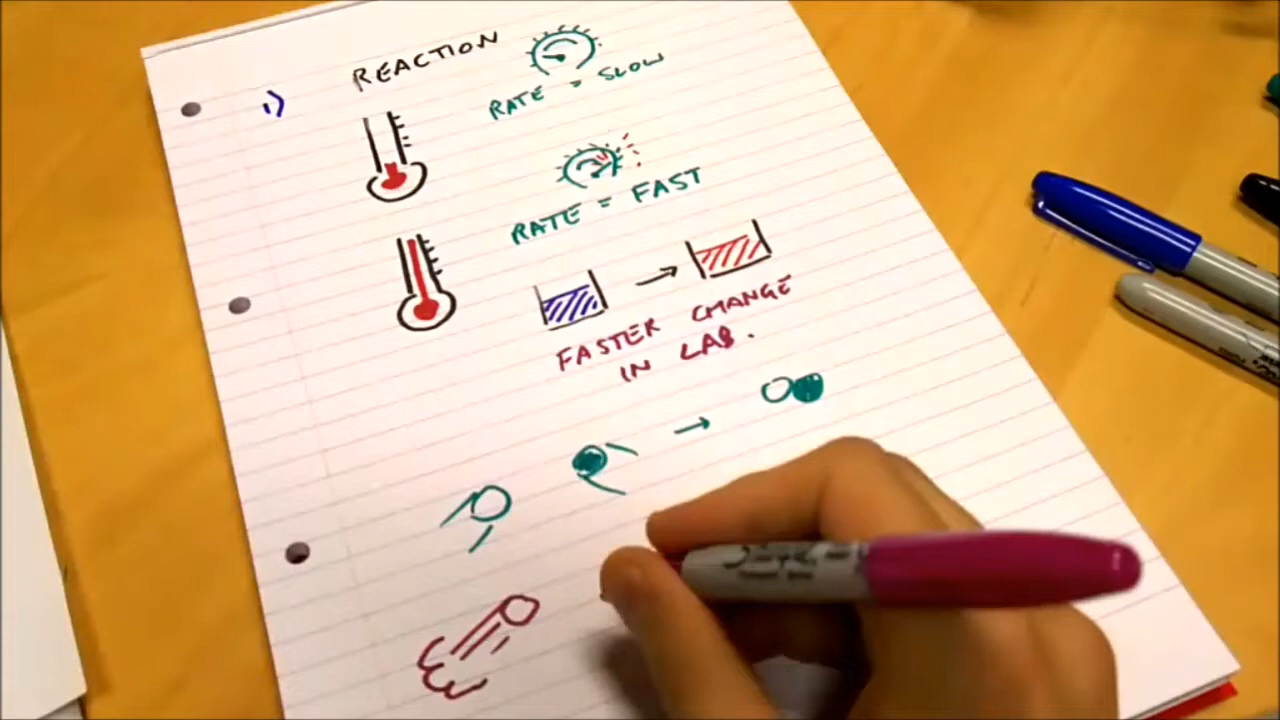 REACTION
1)
RATE = SLOW
RATE = FAST
FASTER CHANGE
IN LAB.